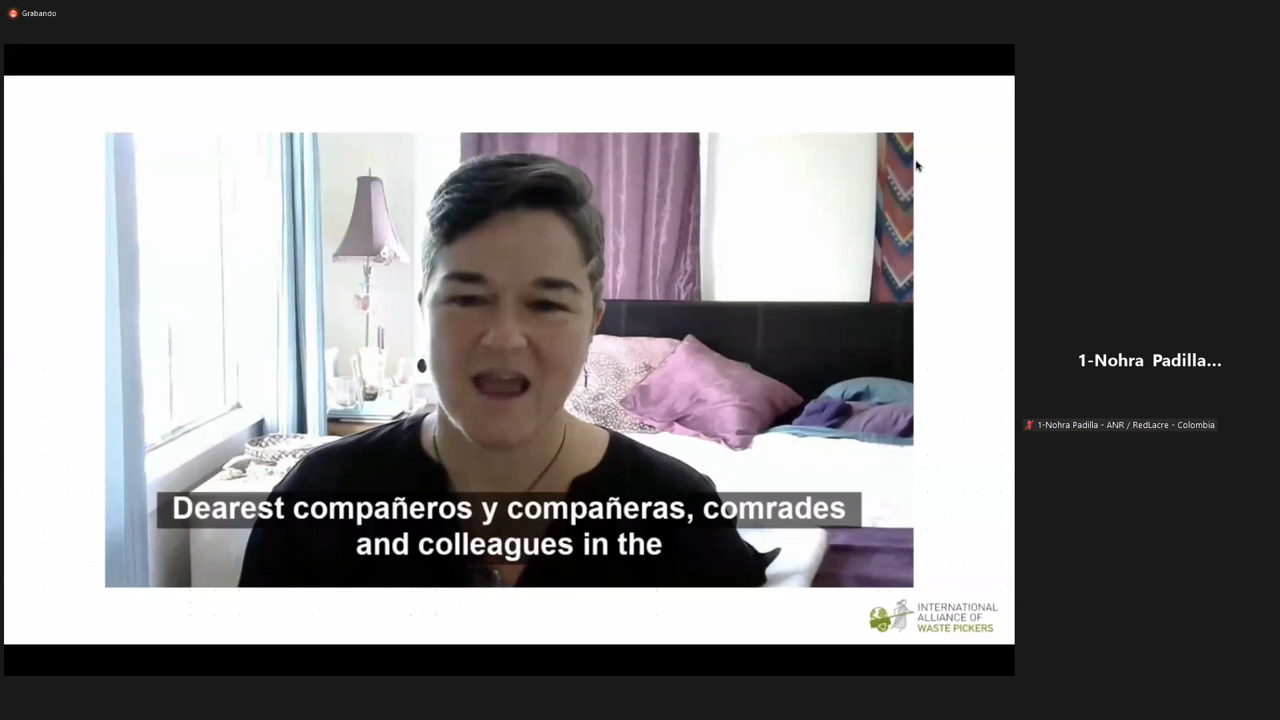 Grabando
Dearest compañeros y compañeras, comrades
and colleagues in the
INTERNATIONAL
ALLIANCE OF
WASTE PICKERS
1-Nohra Padilla...
1-Nohra Padilla - ANR / RedLacre - Colombia